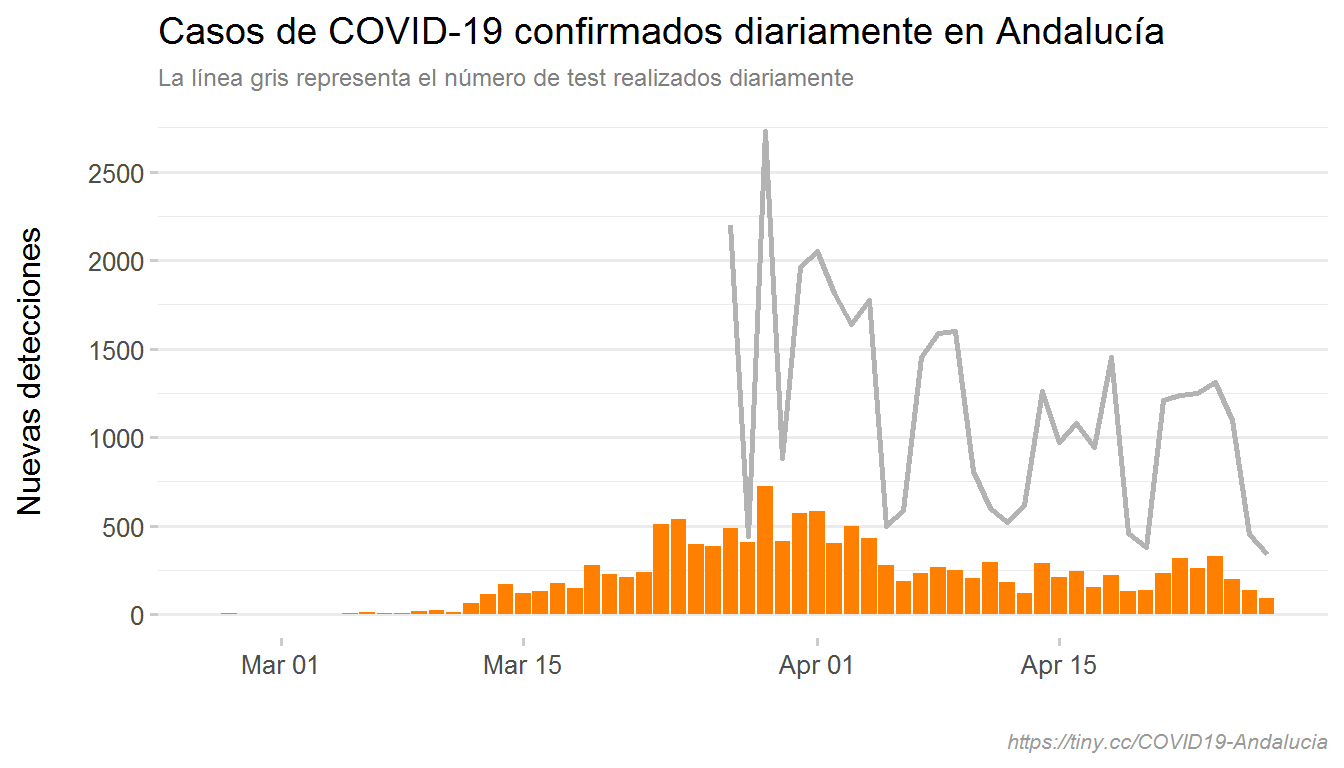 Casos de COVID-19 confirmados diariamente en Andalucía
La línea gris representa el número de test realizados diariamente
Nuevas detecciones
2500
2000
1500
1000
500
0
Mar 01 Mar 15 Apr 01 Apr 15
https://tiny.cc/COVID19-Andalucia